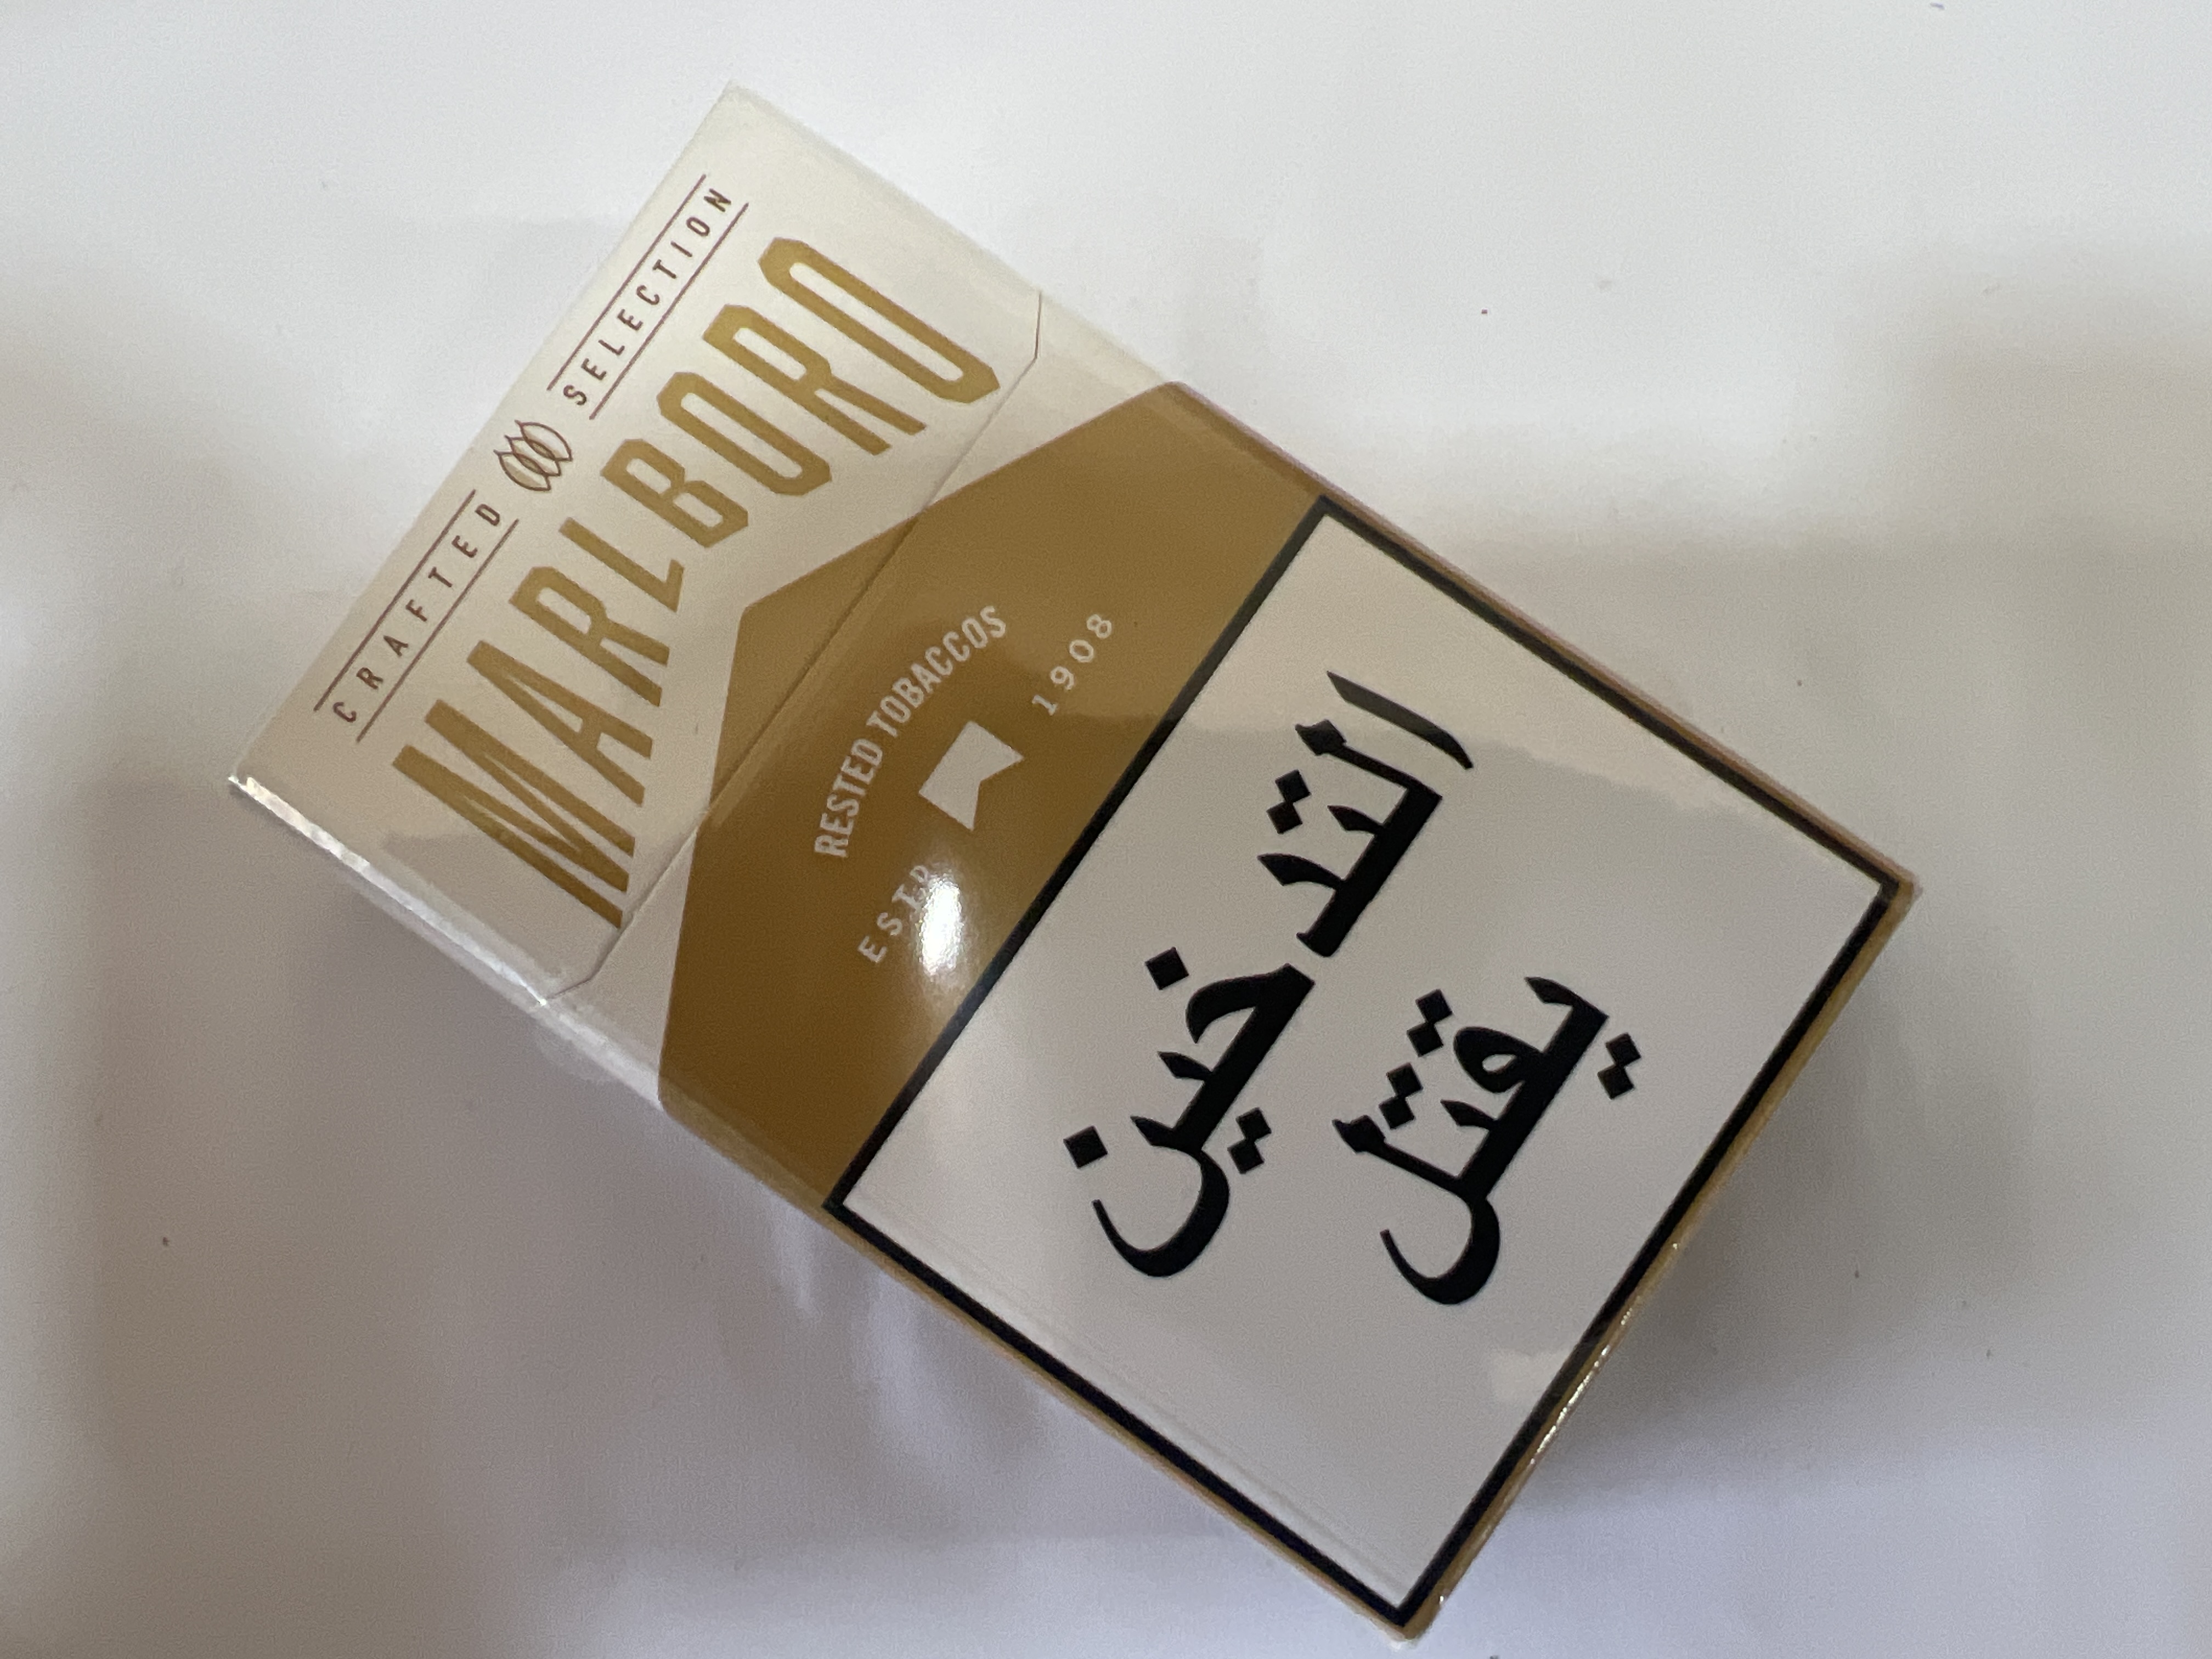 CRAFTED SELECTION
MARLBORO
RESTED TOBACCOS
ESTD 1908
التدخين
يقتل